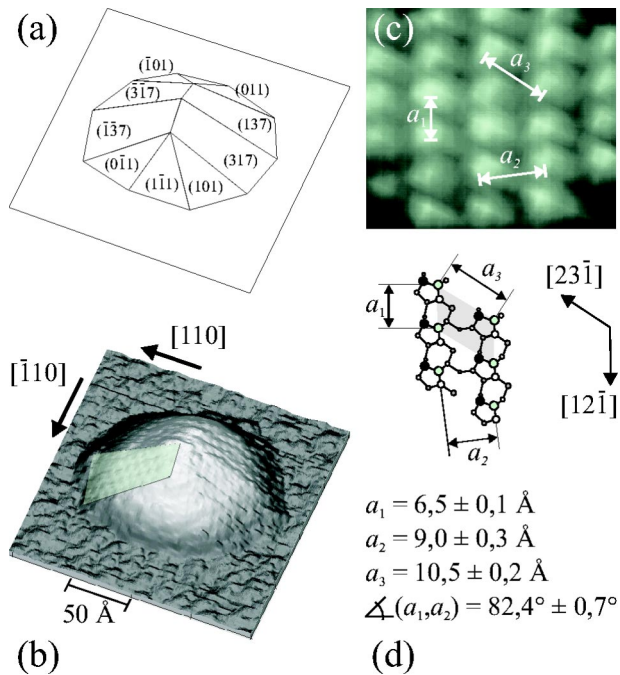 (a)
(1̄01)
(011)
(3̄1̄7)
(137)
(1̄3̄7)
(317)
(01̄1)
(11̄1)
(101)
[110]
[1̄10]
50 Å
(b)
(c)
a₃
a₁
a₂
a₃
[231̄]
a₁
[121̄]
a₂
a₁ = 6,5 ± 0,1 Å
a₂ = 9,0 ± 0,3 Å
a₃ = 10,5 ± 0,2 Å
∡(a₁,a₂) = 82,4° ± 0,7°
(d)